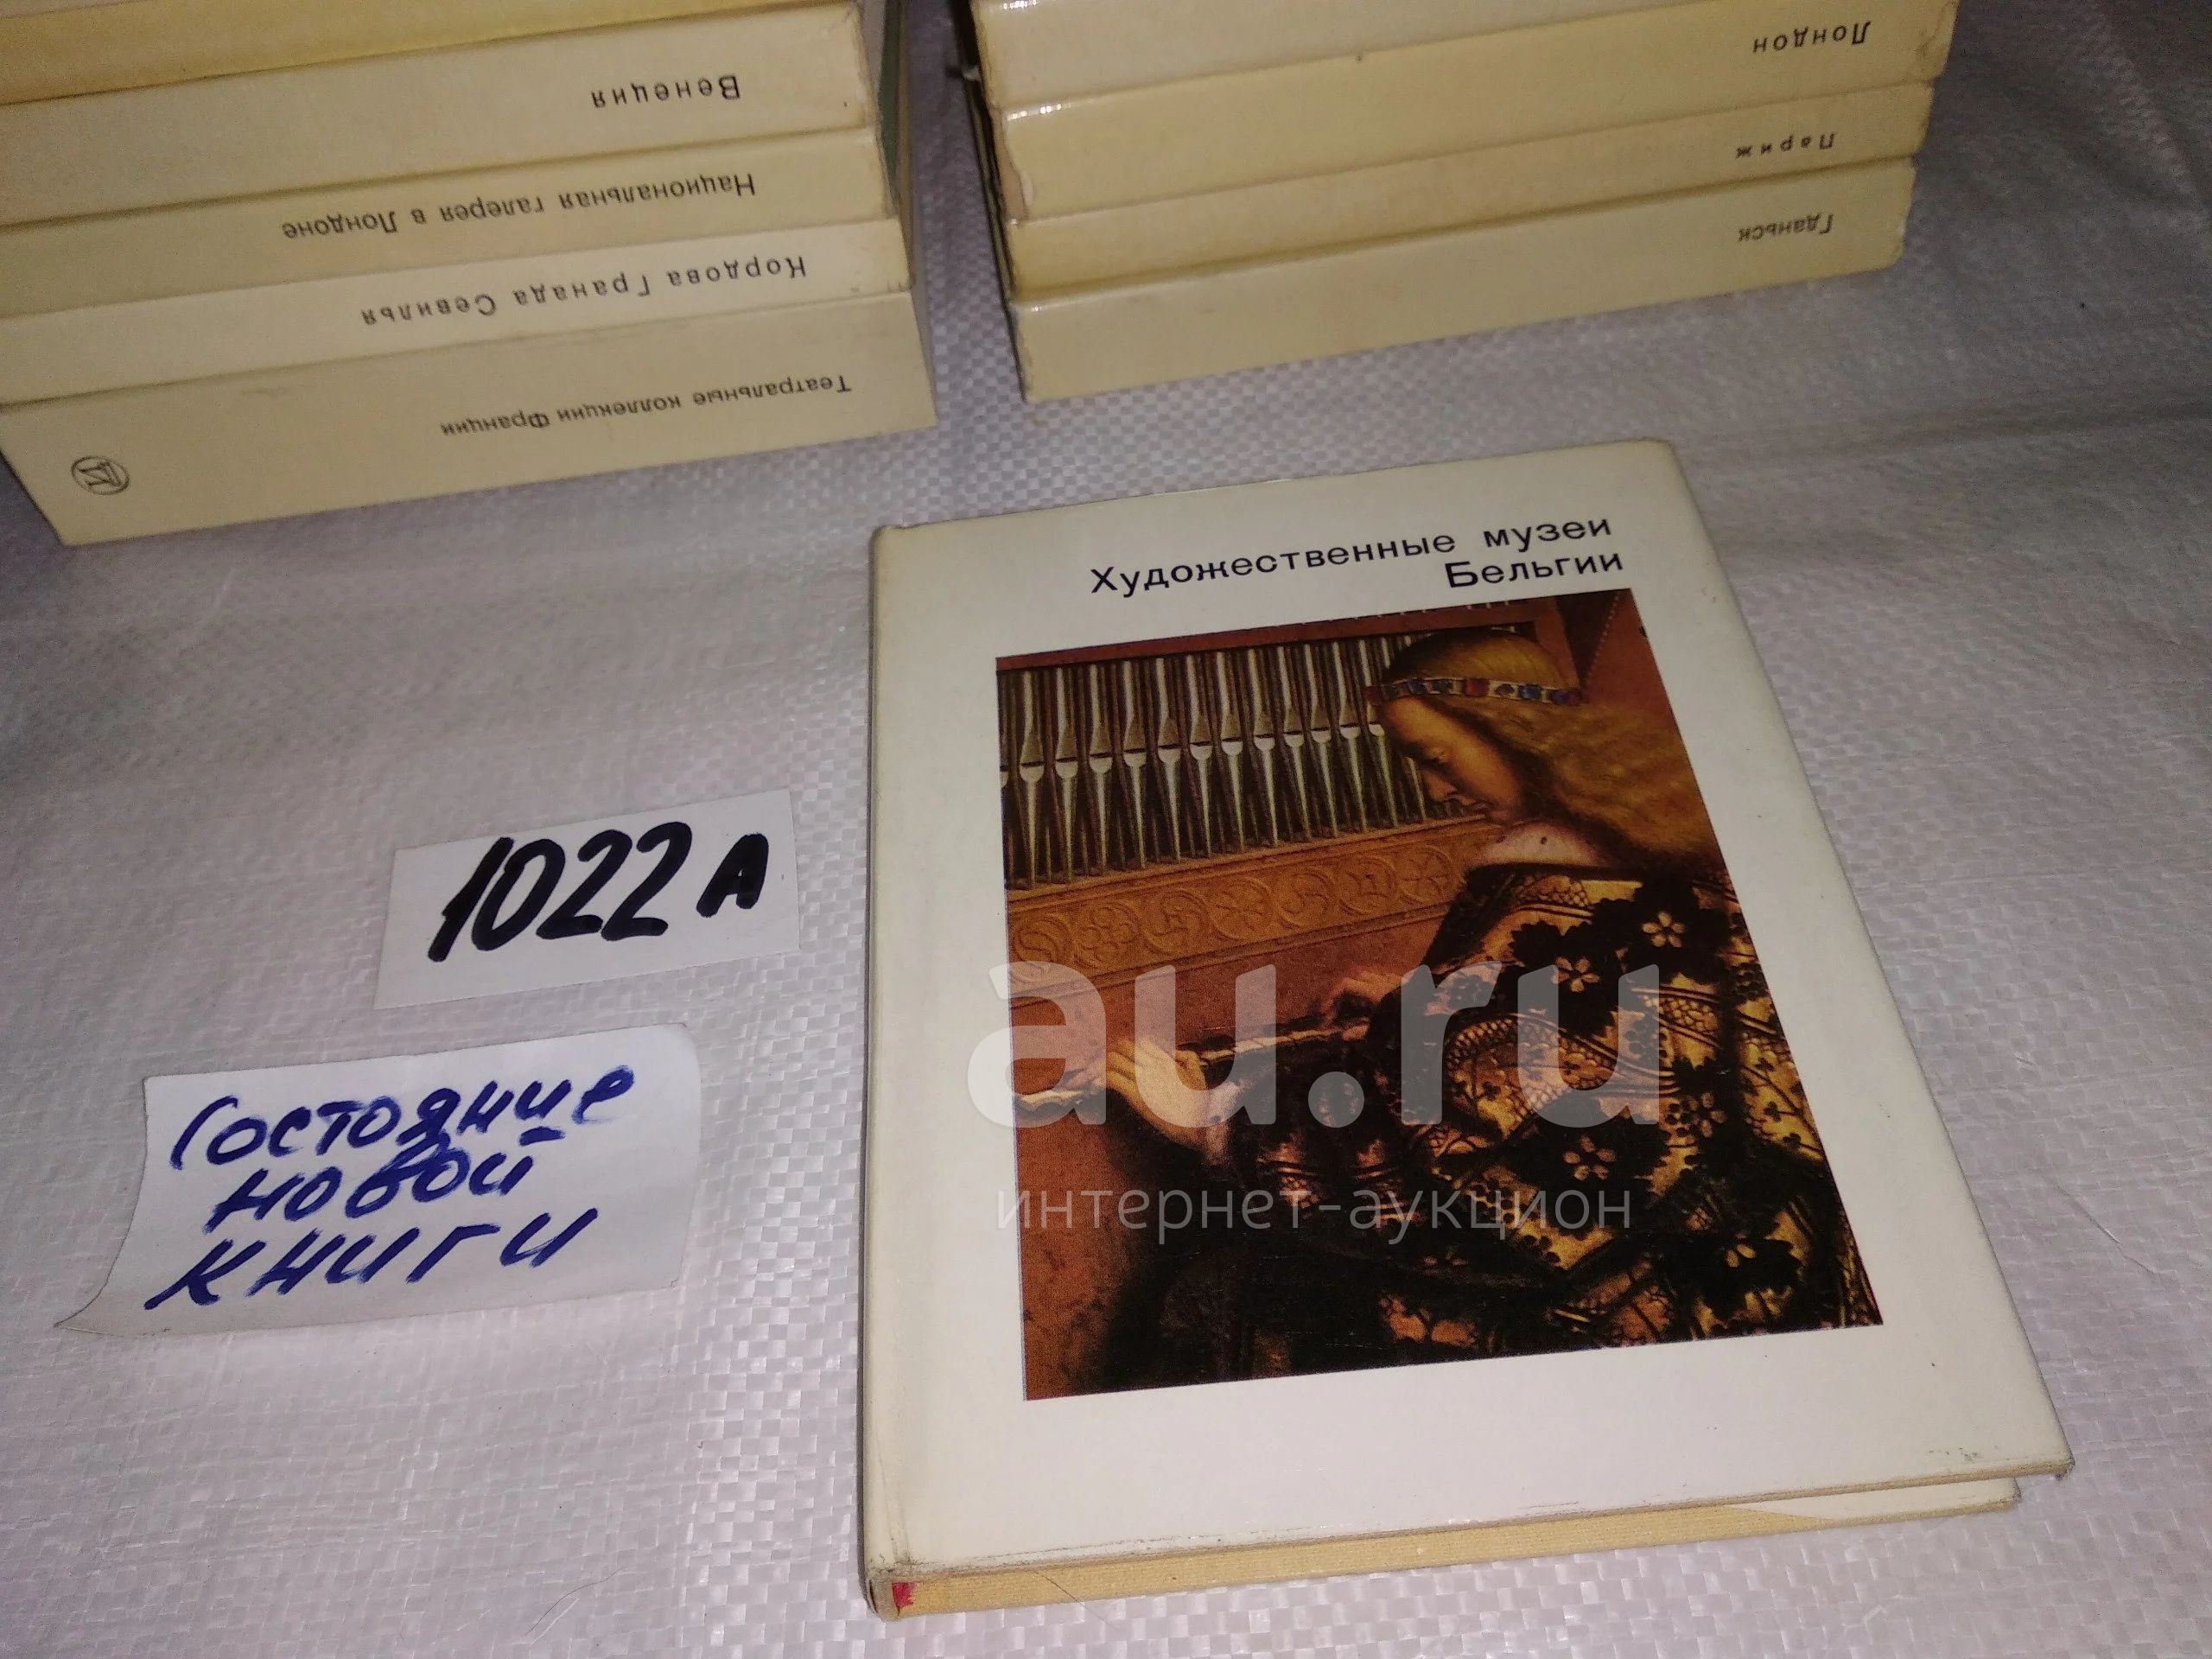 Венеция
Национальная галерея в Лондоне
Кордова Гранада Севилья
Театральные коллекции Франции
Лондон
Париж
Гданьск
Художественные музеи
Бельгии
1022А
Состояние
новой
книги
au.ru
интернет-аукцион